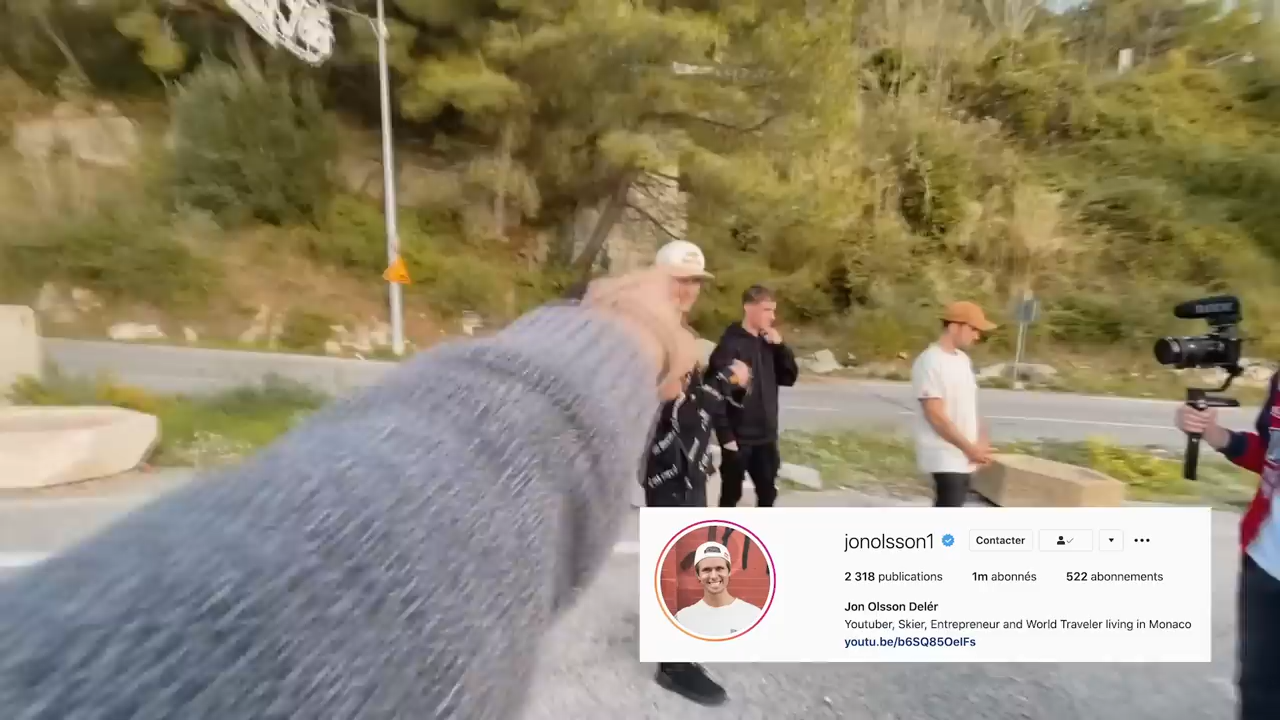 jonolsson1
Contacter
2 318 publications
1m abonnés
522 abonnements
Jon Olsson Delér
Youtuber, Skier, Entrepreneur and World Traveler living in Monaco
youtu.be/b6SQ85OelFs